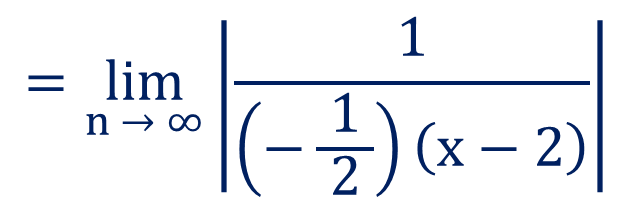 = lim n → ∞ | 1 / (− 1/2) (x − 2) |